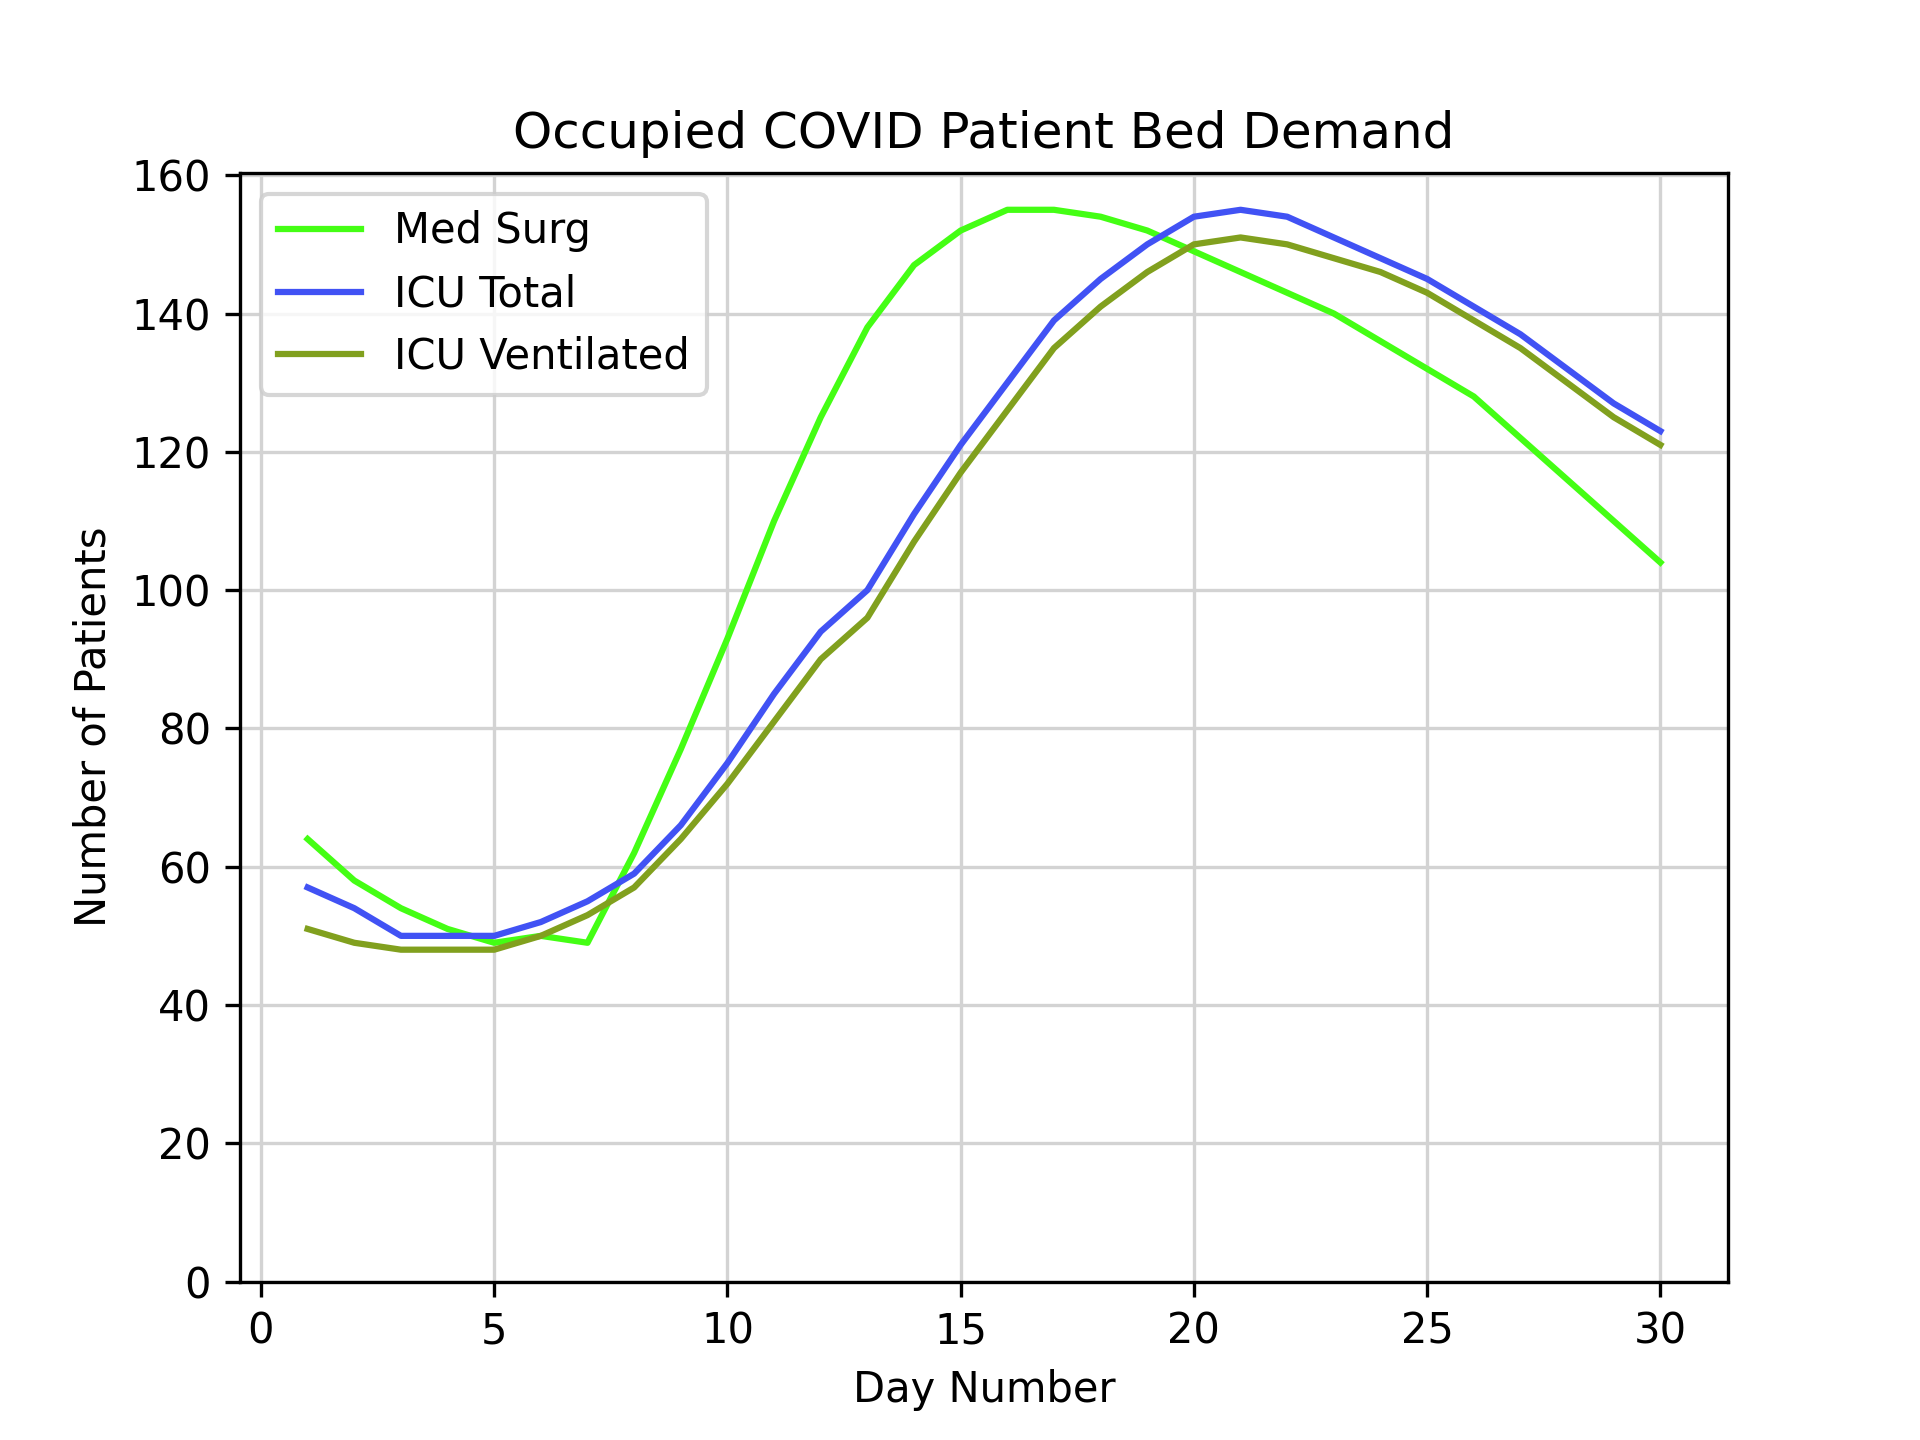 Occupied COVID Patient Bed Demand
160
140
120
100
80
60
40
20
0
Number of Patients
Med Surg
ICU Total
ICU Ventilated
0 5 10 15 20 25 30
Day Number